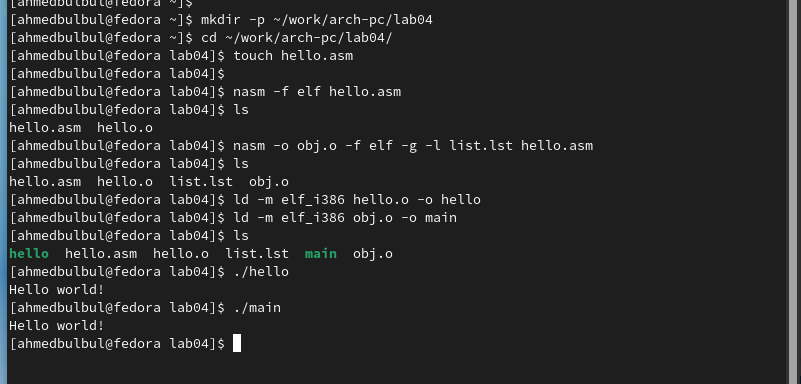 [ahmedbulbul@fedora ~]$
[ahmedbulbul@fedora ~]$ mkdir -p ~/work/arch-pc/lab04
[ahmedbulbul@fedora ~]$ cd ~/work/arch-pc/lab04/
[ahmedbulbul@fedora lab04]$ touch hello.asm
[ahmedbulbul@fedora lab04]$
[ahmedbulbul@fedora lab04]$ nasm -f elf hello.asm
[ahmedbulbul@fedora lab04]$ ls
hello.asm  hello.o
[ahmedbulbul@fedora lab04]$ nasm -o obj.o -f elf -g -l list.lst hello.asm
[ahmedbulbul@fedora lab04]$ ls
hello.asm  hello.o  list.lst  obj.o
[ahmedbulbul@fedora lab04]$ ld -m elf_i386 hello.o -o hello
[ahmedbulbul@fedora lab04]$ ld -m elf_i386 obj.o -o main
[ahmedbulbul@fedora lab04]$ ls
hello  hello.asm  hello.o  list.lst  main  obj.o
[ahmedbulbul@fedora lab04]$ ./hello
Hello world!
[ahmedbulbul@fedora lab04]$ ./main
Hello world!
[ahmedbulbul@fedora lab04]$